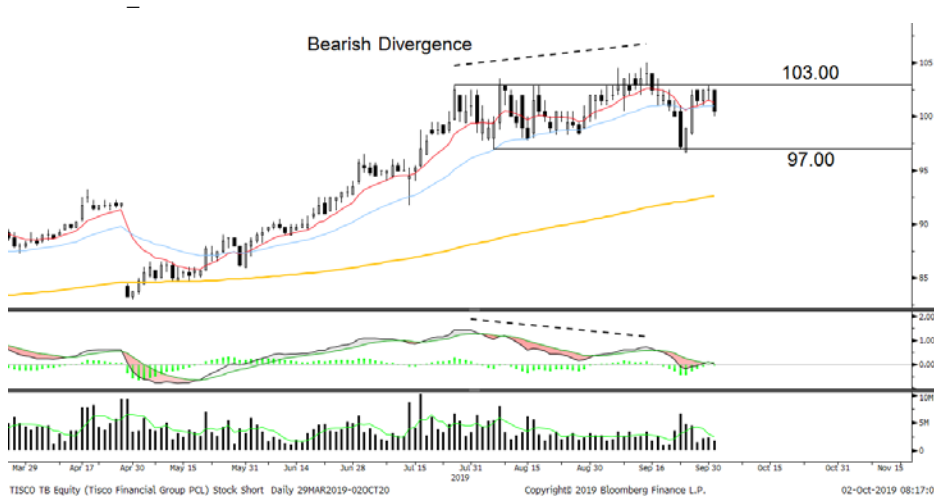 Bearish Divergence
103.00
105
100
97.00
95
90
85
2.00
1.00
0.00
10M
5M
0
Mar 29 Apr 17 Apr 30 May 15 May 31 Jun 14 Jun 28 Jul 15 Jul 31 Aug 15 Aug 30 Sep 16 Sep 30 Oct 15 Oct 31 Nov 15
2019
TISCO TB Equity (Tisco Financial Group PCL) Stock Short Daily 29MAR2019-02OCT20 Copyright© 2019 Bloomberg Finance L.P. 02-Oct-2019 08:17:0